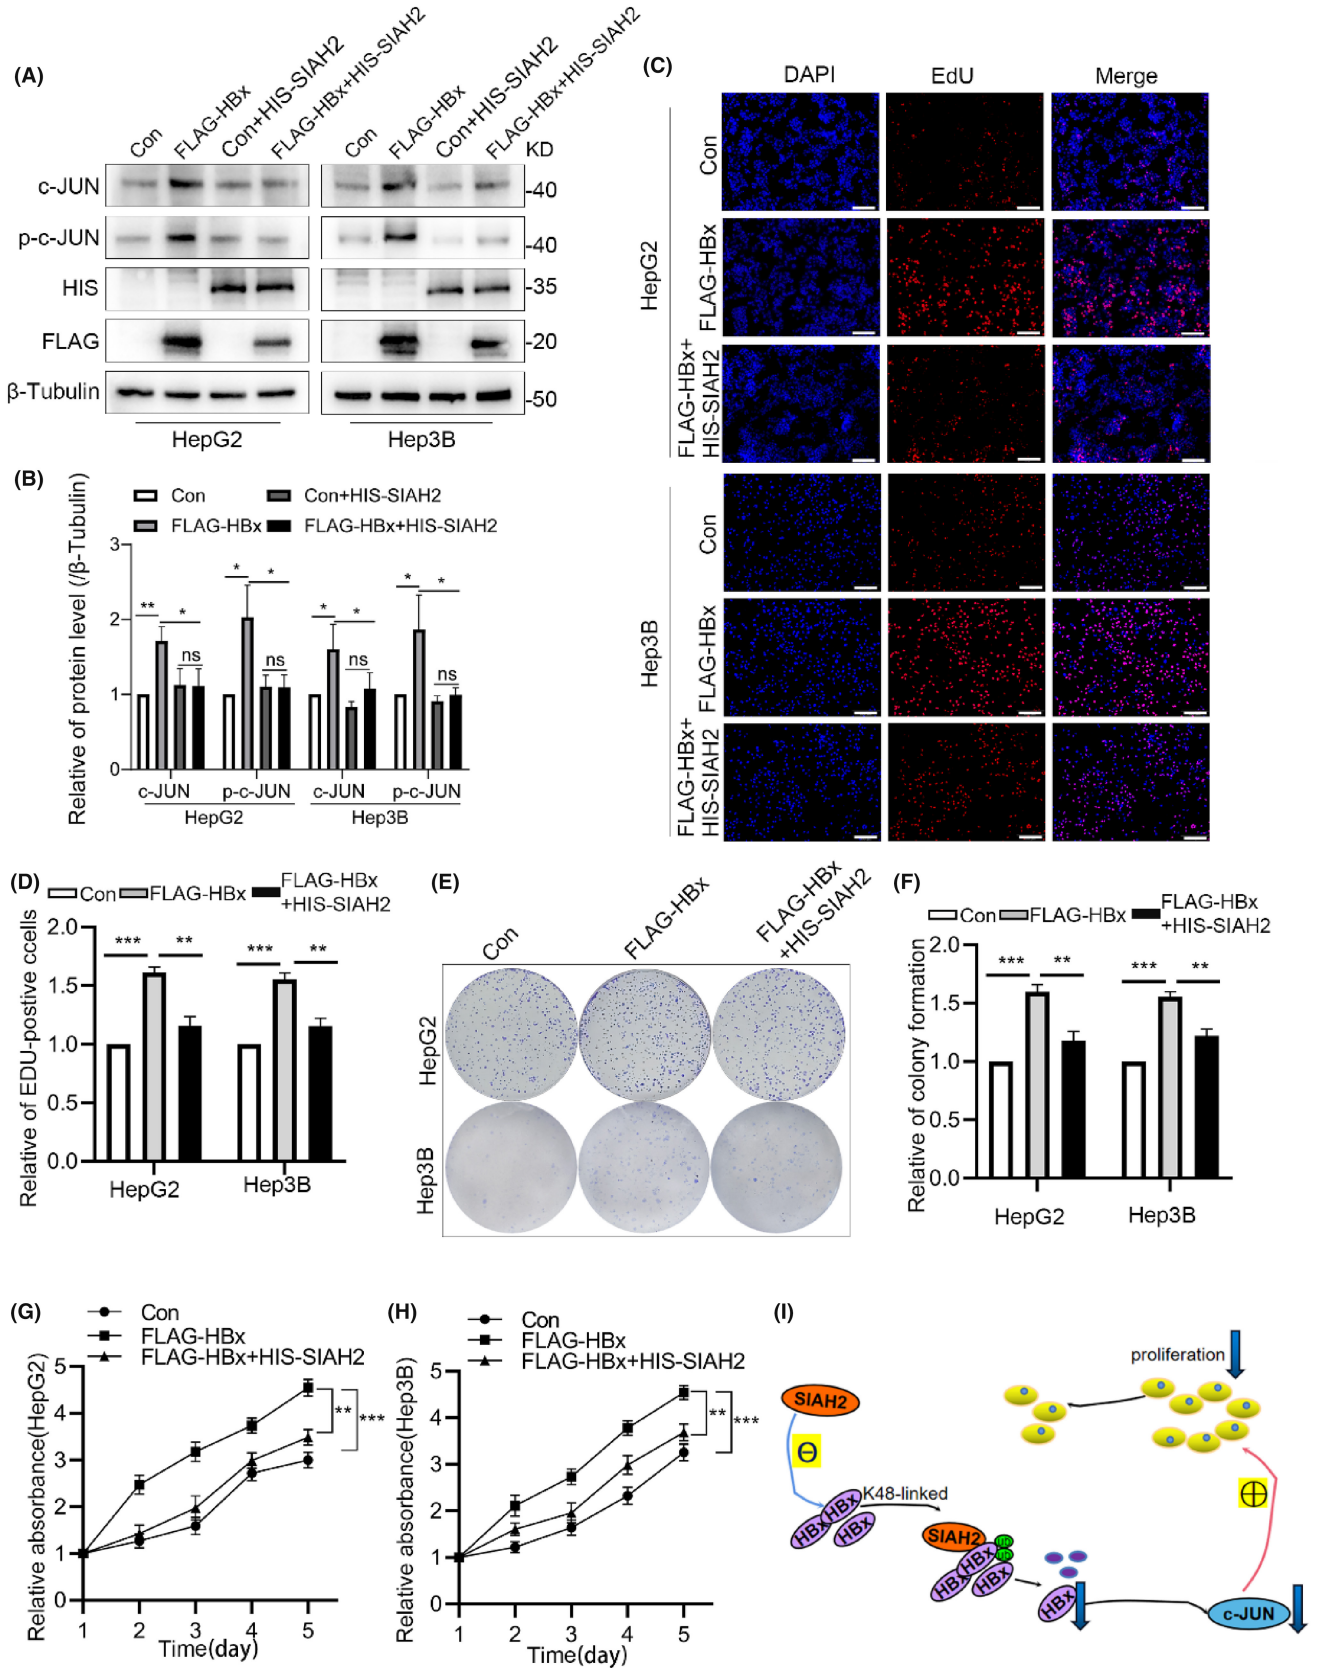 (A)
Con
FLAG-HBx
Con+HIS-SIAH2
FLAG-HBx+HIS-SIAH2
Con
FLAG-HBx
Con+HIS-SIAH2
FLAG-HBx+HIS-SIAH2
KD
c-JUN
-40
p-c-JUN
-40
HIS
-35
FLAG
-20
β-Tubulin
-50
HepG2
Hep3B
(B)
Con
Con+HIS-SIAH2
FLAG-HBx
FLAG-HBx+HIS-SIAH2
Relative of protein level (/β-Tubulin)
3
2
1
0
** *
* *
* *
* *
ns
ns
ns
ns
c-JUN
p-c-JUN
c-JUN
p-c-JUN
HepG2
Hep3B
(C)
DAPI
EdU
Merge
HepG2
Con
FLAG-HBx
FLAG-HBx+
HIS-SIAH2
Hep3B
Con
FLAG-HBx
FLAG-HBx+
HIS-SIAH2
(D)
Con
FLAG-HBx
FLAG-HBx
+HIS-SIAH2
Relative of EDU-postive ccells
2.0
1.5
1.0
0.5
0.0
*** **
*** **
HepG2
Hep3B
(E)
Con
FLAG-HBx
FLAG-HBx
+HIS-SIAH2
HepG2
Hep3B
(F)
Con
FLAG-HBx
FLAG-HBx
+HIS-SIAH2
Relative of colony formation
2.0
1.5
1.0
0.5
0.0
*** **
*** **
HepG2
Hep3B
(G)
Con
FLAG-HBx
FLAG-HBx+HIS-SIAH2
Relative absorbance(HepG2)
5
4
3
2
1
0
** ***
1 2 3 4 5
Time(day)
(H)
Con
FLAG-HBx
FLAG-HBx+HIS-SIAH2
Relative absorbance(Hep3B)
5
4
3
2
1
0
** ***
1 2 3 4 5
Time(day)
(I)
proliferation
SIAH2
K48-linked
HBx
HBx
HBx
SIAH2
ub
ub
HBx
HBx
HBx
HBx
c-JUN